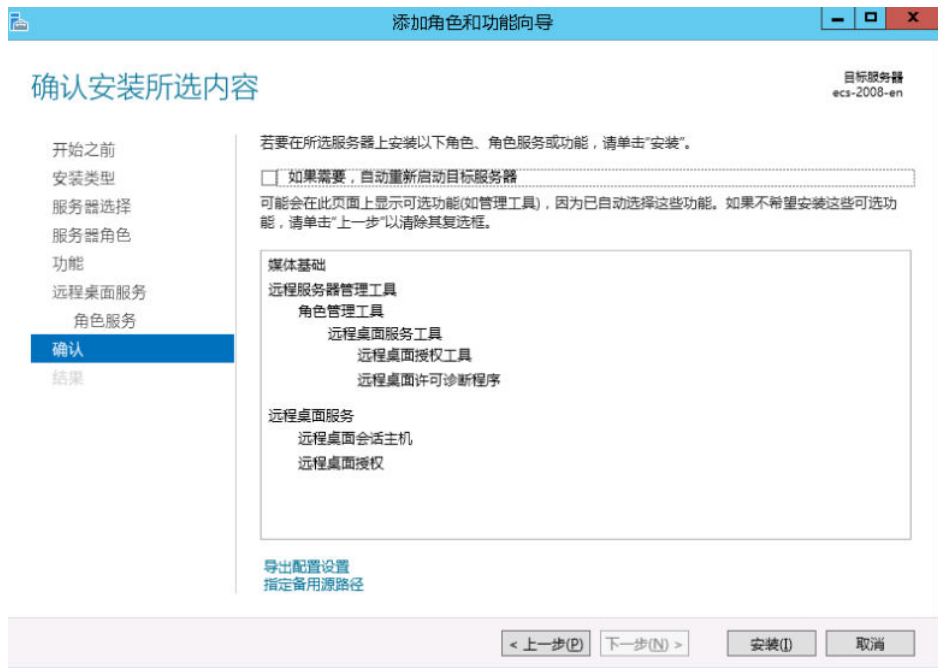 添加角色和功能向导
确认安装所选内容
目标服务器
ecs-2008-en
开始之前
安装类型
服务器选择
服务器角色
功能
远程桌面服务
角色服务
确认
结果
若要在所选服务器上安装以下角色、角色服务或功能，请单击"安装"。
如果需要，自动重新启动目标服务器
可能会在此页面上显示可选功能(如管理工具)，因为已自动选择这些功能。如果不希望安装这些可选功
能，请单击"上一步"以清除其复选框。
媒体基础
远程服务器管理工具
角色管理工具
远程桌面服务工具
远程桌面授权工具
远程桌面许可诊断程序
远程桌面服务
远程桌面会话主机
远程桌面授权
导出配置设置
指定备用源路径
< 上一步(P)
下一步(N) >
安装(I)
取消